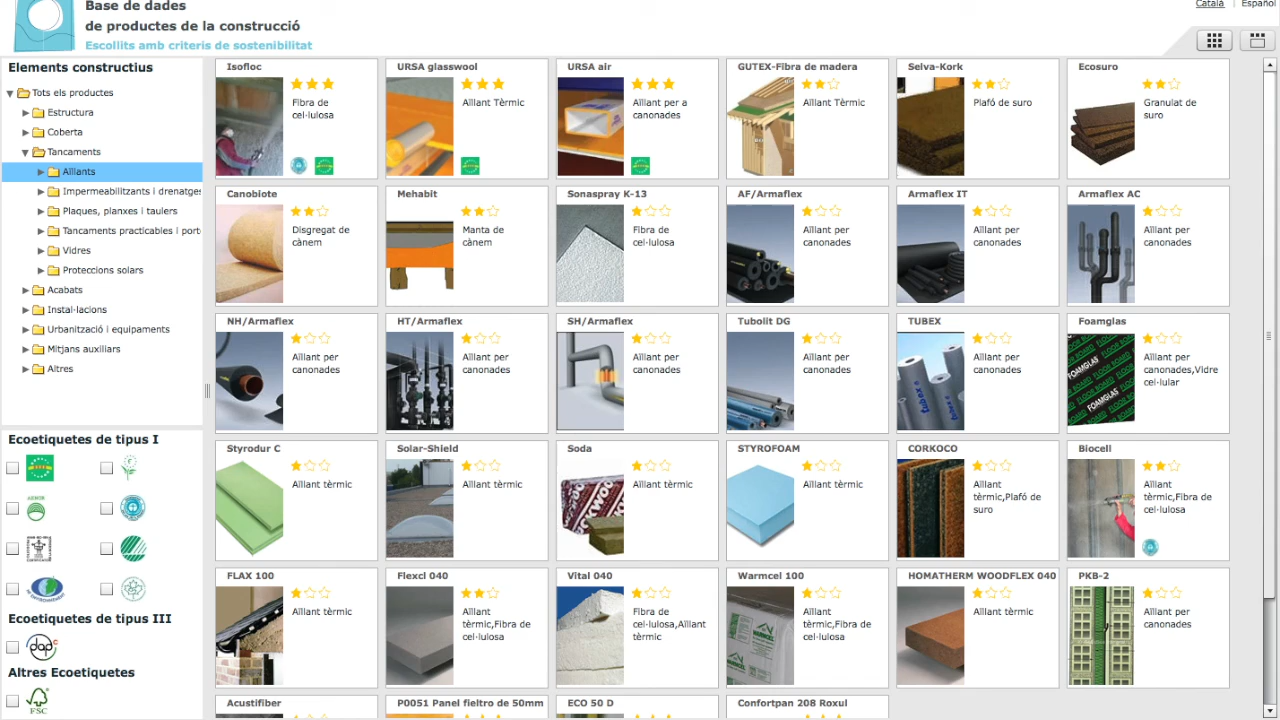 Base de dades
de productes de la construcció
Escollits amb criteris de sostenibilitat
Català | Español
Elements constructius
Tots els productes
Estructura
Coberta
Tancaments
Aïllants
Impermeabilitzants i drenatges
Plaques, planxes i taulers
Tancaments practicables i port
Vidres
Proteccions solars
Acabats
Instal·lacions
Urbanització i equipaments
Mitjans auxiliars
Altres
Ecoetiquetes de tipus I
Ecoetiquetes de tipus III
Altres Ecoetiquetes
FSC
Isofloc
Fibra de
cel·lulosa
URSA glasswool
Aïllant Tèrmic
URSA air
Aïllant per a
canonades
GUTEX-Fibra de madera
Aïllant Tèrmic
Selva-Kork
Plafó de suro
Ecosuro
Granulat de
suro
Canobiote
Disgregat de
cànem
Mehabit
Manta de
cànem
Sonaspray K-13
Fibra de
cel·lulosa
AF/Armaflex
Aïllant per
canonades
Armaflex IT
Aïllant per
canonades
Armaflex AC
Aïllant per
canonades
NH/Armaflex
Aïllant per
canonades
HT/Armaflex
Aïllant per
canonades
SH/Armaflex
Aïllant per
canonades
Tubolit DG
Aïllant per
canonades
TUBEX
Aïllant per
canonades
Foamglas
Aïllant per
canonades,Vidre
cel·lular
Styrodur C
Aïllant tèrmic
Solar-Shield
Aïllant tèrmic
Soda
Aïllant tèrmic
STYROFOAM
Aïllant tèrmic
CORKOCO
Aïllant
tèrmic,Plafó de
suro
Biocell
Aïllant
tèrmic,Fibra de
cel·lulosa
FLAX 100
Aïllant tèrmic
Flexcl 040
Aïllant
tèrmic,Fibra de
cel·lulosa
Vital 040
Fibra de
cel·lulosa,Aïllant
tèrmic
Warmcel 100
Aïllant
tèrmic,Fibra de
cel·lulosa
HOMATHERM WOODFLEX 040
Aïllant tèrmic
PKB-2
Aïllant per
canonades
Acustifiber
P0051 Panel fieltro de 50mm
ECO 50 D
Confortpan 208 Roxul